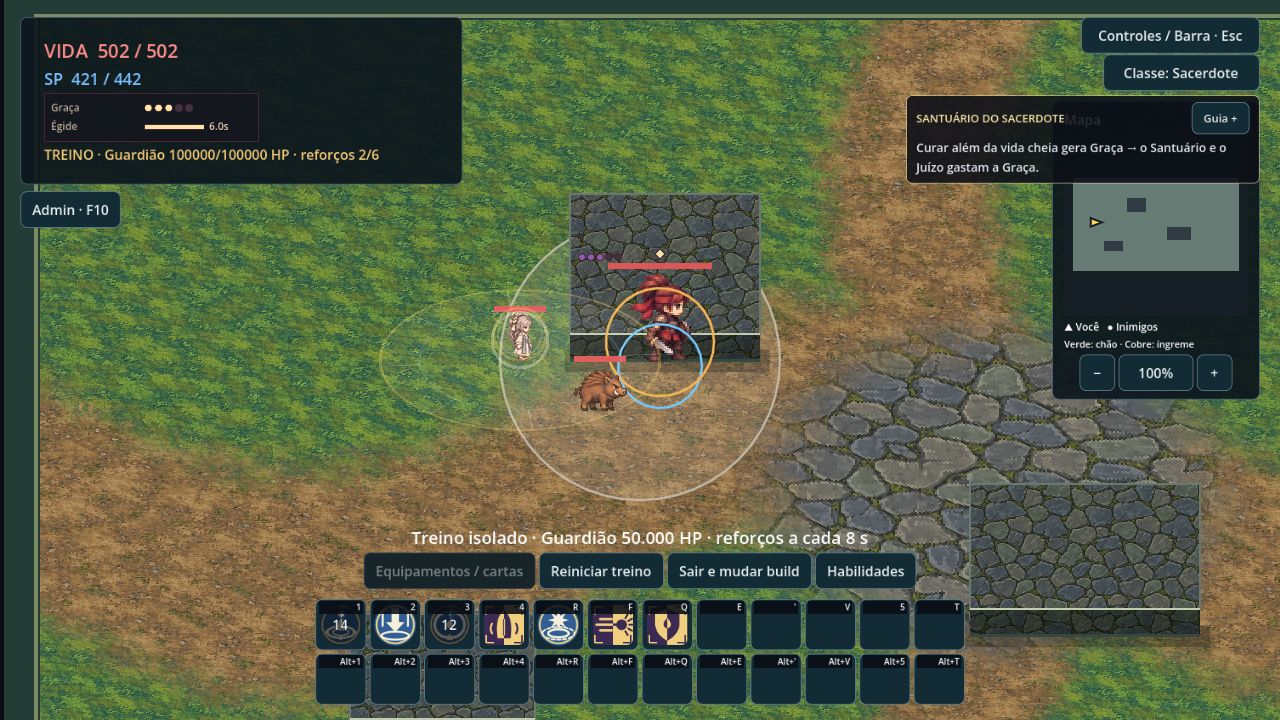 VIDA 502 / 502
SP 421 / 442
Graça
Égide 6.0s
TREINO · Guardião 100000/100000 HP · reforços 2/6
Admin · F10
Controles / Barra · Esc
Classe: Sacerdote
SANTUÁRIO DO SACERDOTE
Mapa
Guia +
Curar além da vida cheia gera Graça → o Santuário e o
Juízo gastam a Graça.
▲ Você ● Inimigos
Verde: chão · Cobre: íngreme
−
100%
+
Treino isolado · Guardião 50.000 HP · reforços a cada 8 s
Equipamentos / cartas
Reiniciar treino
Sair e mudar build
Habilidades
1 2 3 4 R F Q E ' V 5 T
14 12
Alt+1 Alt+2 Alt+3 Alt+4 Alt+R Alt+F Alt+Q Alt+E Alt+' Alt+V Alt+5 Alt+T